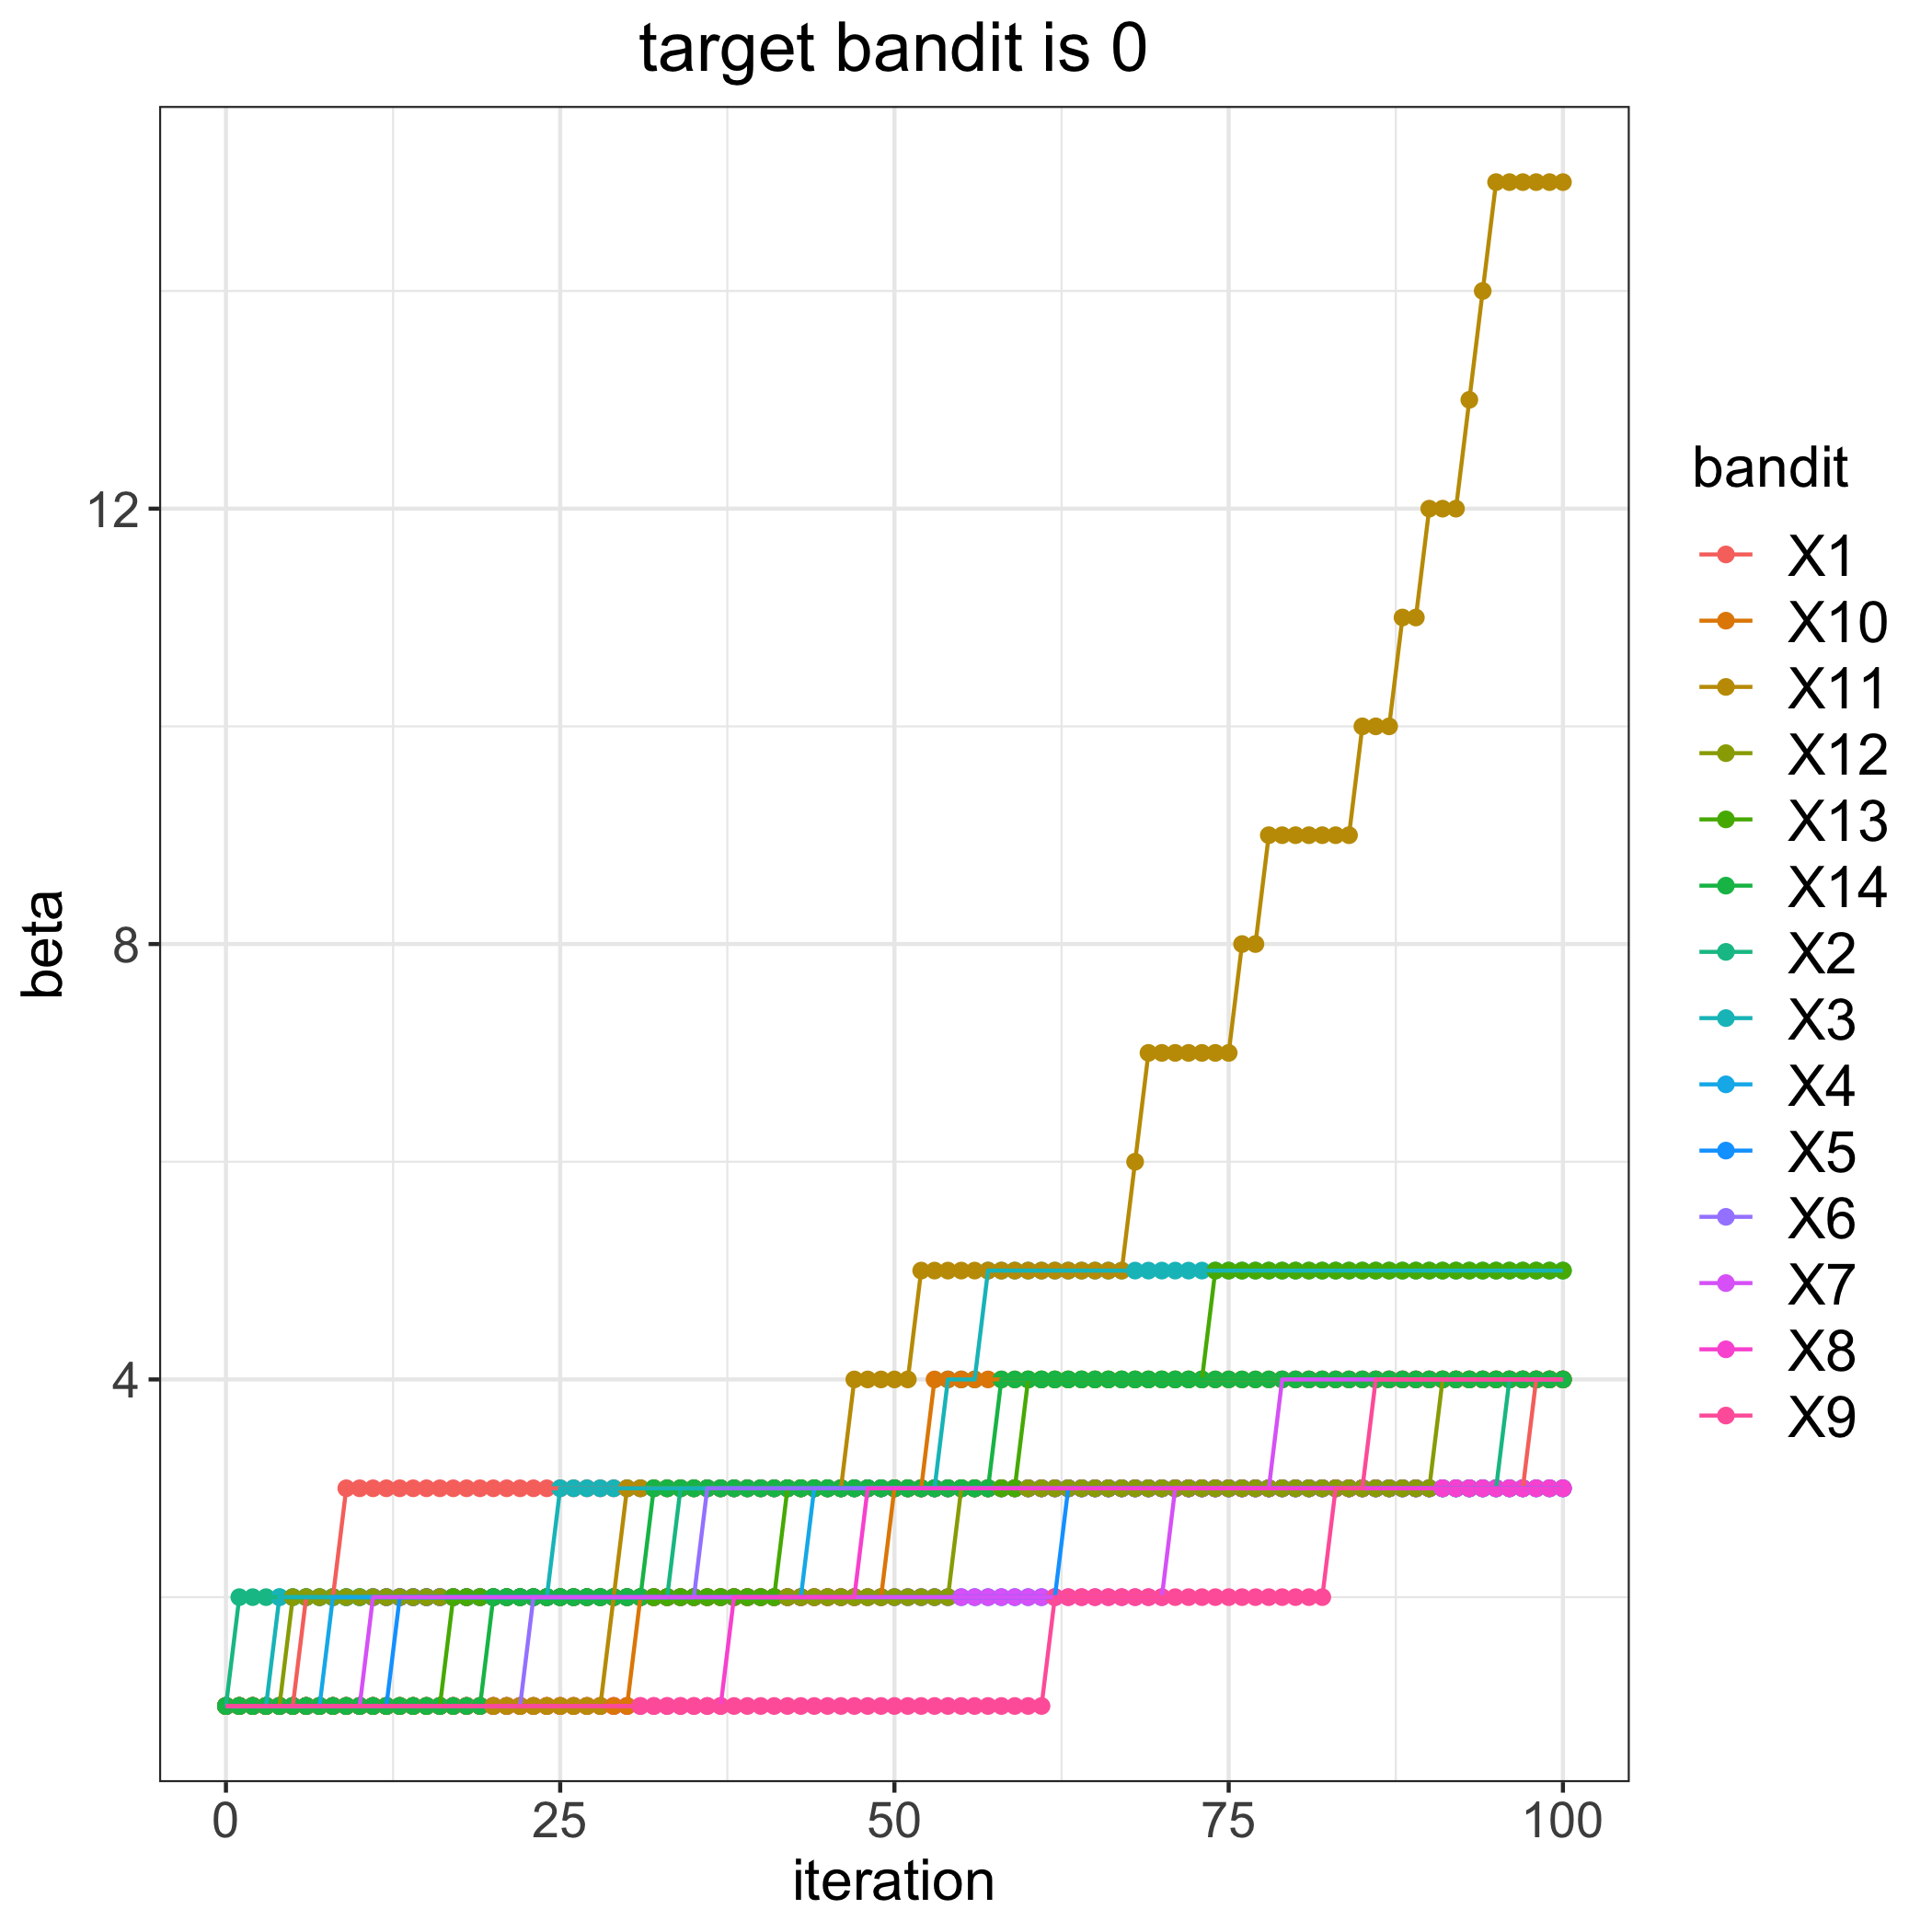 target bandit is 0
12
8
4
beta
0
25
50
75
100
iteration
bandit
X1
X10
X11
X12
X13
X14
X2
X3
X4
X5
X6
X7
X8
X9